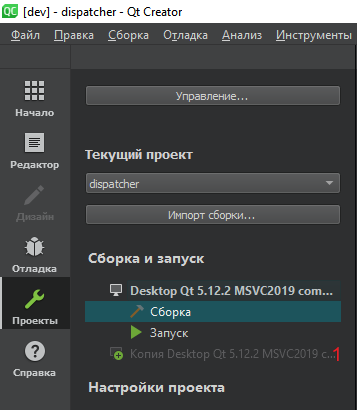 QC [dev] - dispatcher - Qt Creator
Файл Правка Сборка Отладка Анализ Инструменты
Управление...
Начало
Текущий проект
Редактор
dispatcher
Дизайн
Импорт сборки...
Отладка
Сборка и запуск
Desktop Qt 5.12.2 MSVC2019 com...
Проекты
Сборка
Запуск
Справка
Копия Desktop Qt 5.12.2 MSVC2019 c...
1
Настройки проекта